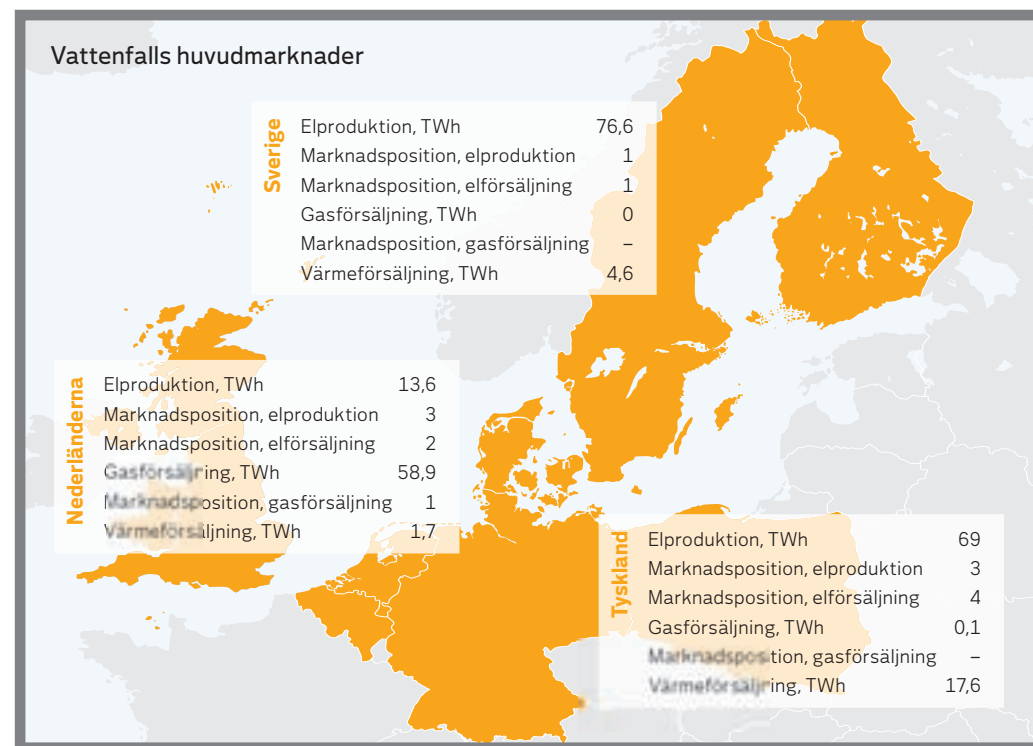 Vattenfalls huvudmarknader
Sverige
Elproduktion, TWh 76,6
Marknadsposition, elproduktion 1
Marknadsposition, elförsäljning 1
Gasförsäljning, TWh 0
Marknadsposition, gasförsäljning –
Värmeförsäljning, TWh 4,6
Nederländerna
Elproduktion, TWh 13,6
Marknadsposition, elproduktion 3
Marknadsposition, elförsäljning 2
Gasförsäljning, TWh 58,9
Marknadsposition, gasförsäljning 1
Värmeförsäljning, TWh 1,7
Tyskland
Elproduktion, TWh 69
Marknadsposition, elproduktion 3
Marknadsposition, elförsäljning 4
Gasförsäljning, TWh 0,1
Marknadsposition, gasförsäljning –
Värmeförsäljning, TWh 17,6